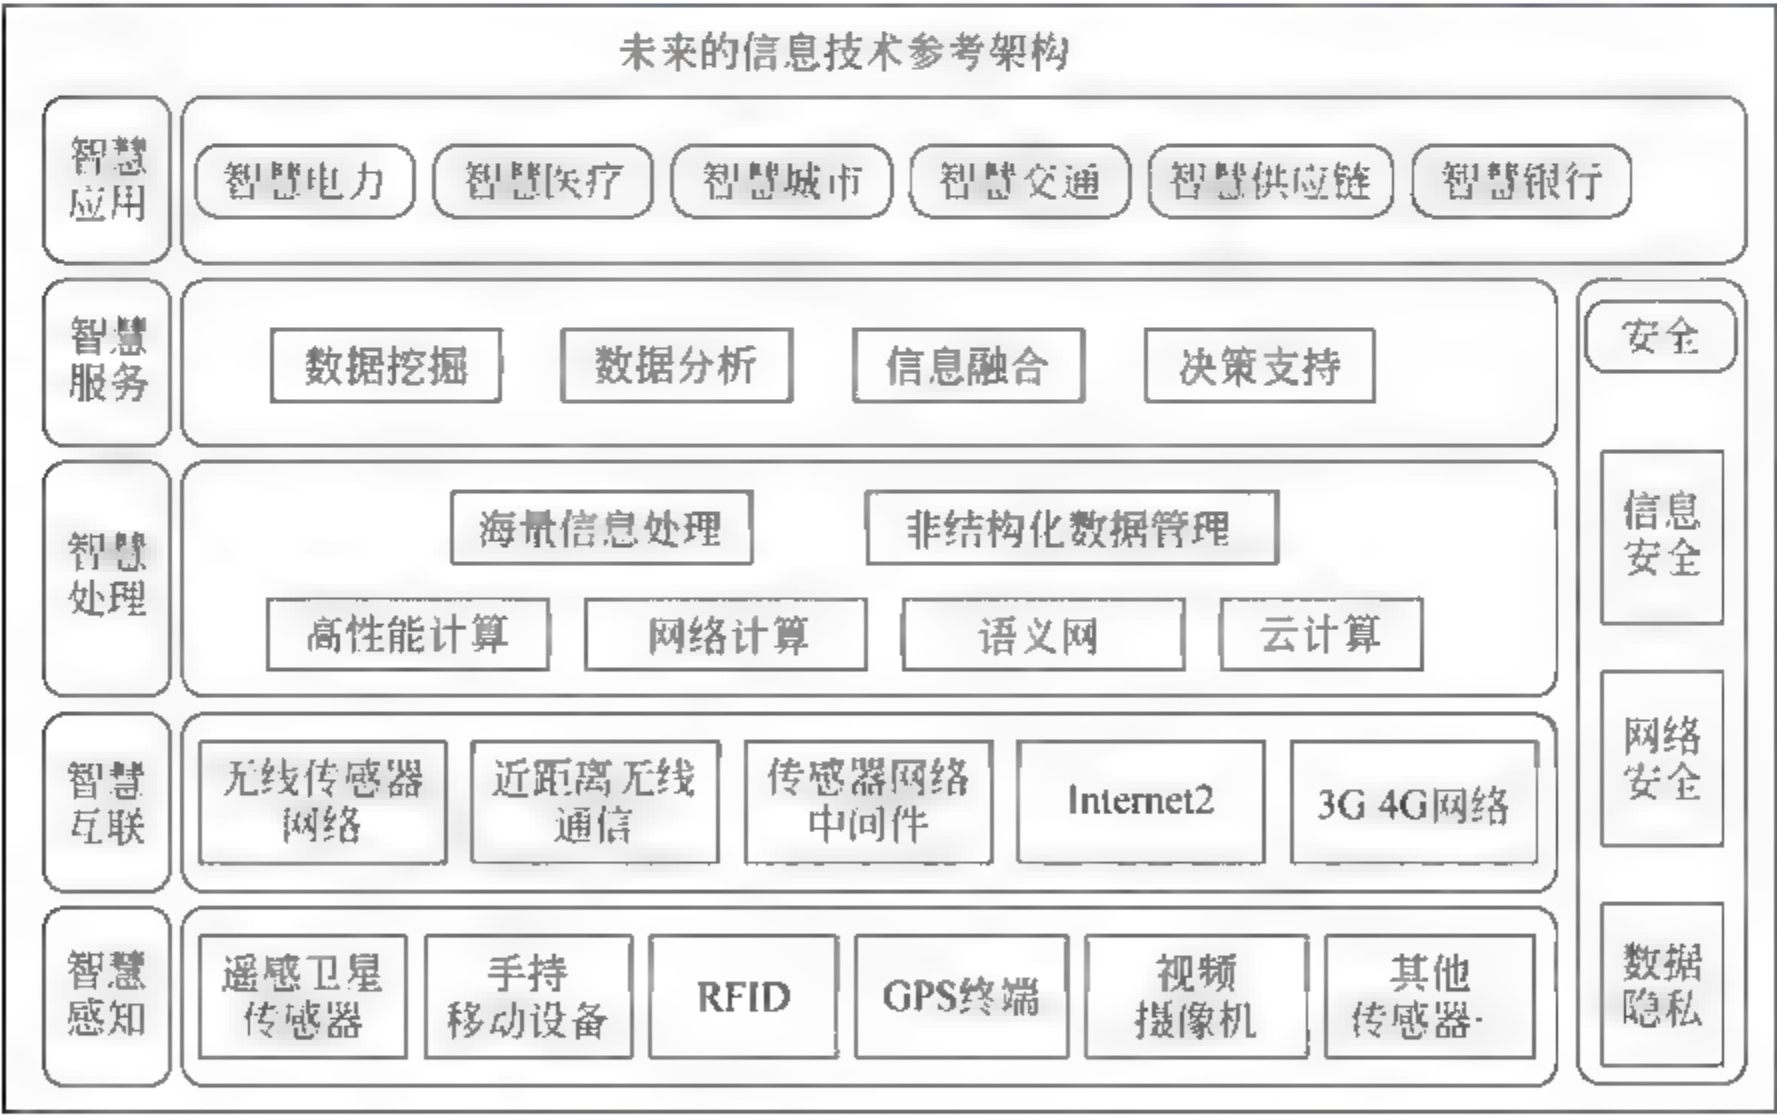 未来的信息技术参考架构
智慧
应用
智慧电力
智慧医疗
智慧城市
智慧交通
智慧供应链
智慧银行
智慧
服务
数据挖掘
数据分析
信息融合
决策支持
智慧
处理
海量信息处理
非结构化数据管理
高性能计算
网络计算
语义网
云计算
智慧
互联
无线传感器
网络
近距离无线
通信
传感器网络
中间件
Internet2
3G 4G网络
智慧
感知
遥感卫星
传感器
手持
移动设备
RFID
GPS终端
视频
摄像机
其他
传感器·
安全
信息
安全
网络
安全
数据
隐私